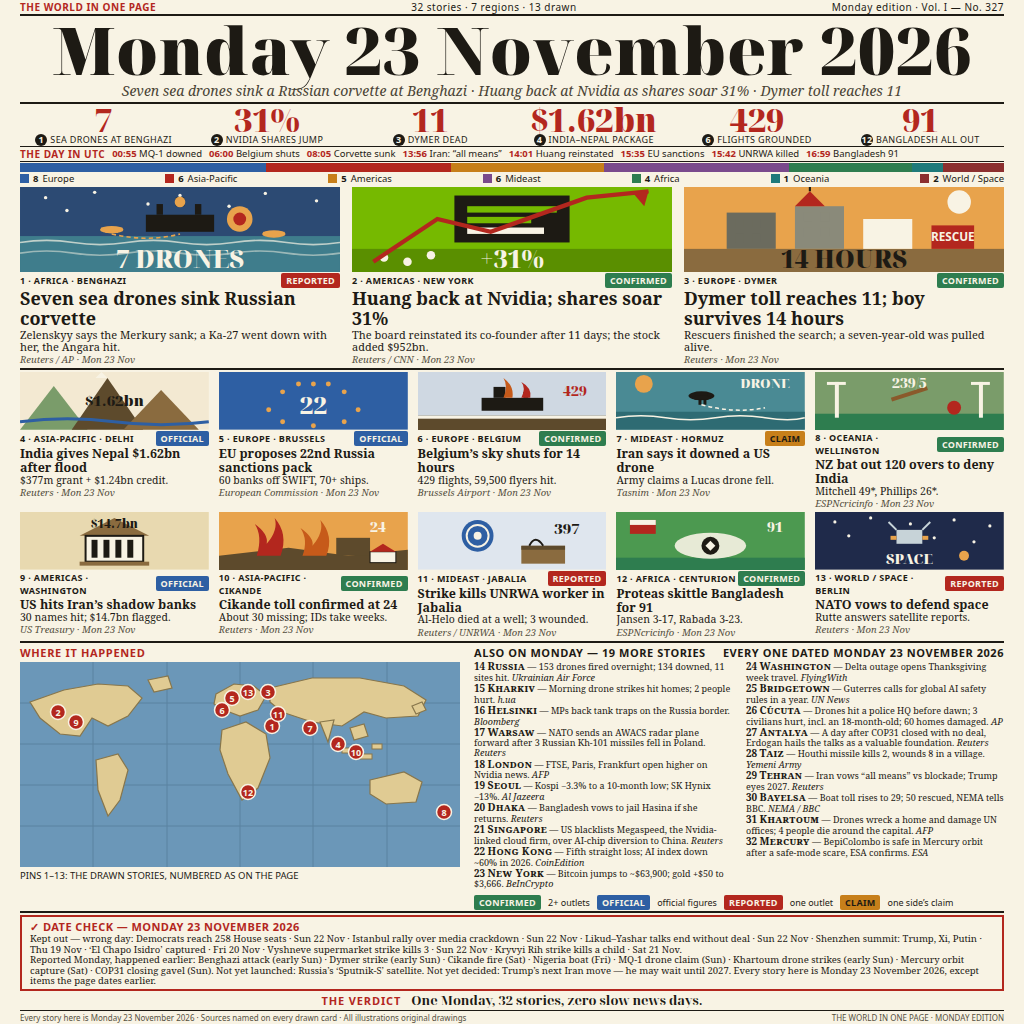 THE WORLD IN ONE PAGE
32 stories · 7 regions · 13 drawn
Monday edition · Vol. I — No. 327
Monday 23 November 2026
Seven sea drones sink a Russian corvette at Benghazi · Huang back at Nvidia as shares soar 31% · Dymer toll reaches 11
7
31%
11
$1.62bn
429
91
1 SEA DRONES AT BENGHAZI
2 NVIDIA SHARES JUMP
3 DYMER DEAD
4 INDIA–NEPAL PACKAGE
6 FLIGHTS GROUNDED
12 BANGLADESH ALL OUT
THE DAY IN UTC 00:55 MQ-1 downed 06:00 Belgium shuts 08:05 Corvette sunk 13:56 Iran: “all means” 14:01 Huang reinstated 15:35 EU sanctions 15:42 UNRWA killed 16:59 Bangladesh 91
8 Europe
6 Asia-Pacific
5 Americas
6 Mideast
4 Africa
1 Oceania
2 World / Space
7 DRONES
1 · AFRICA · BENGHAZI
REPORTED
Seven sea drones sink Russian
corvette
Zelenskyy says the Merkury sank; a Ka-27 went down with
her, the Angara hit.
Reuters / AP · Mon 23 Nov
+31%
2 · AMERICAS · NEW YORK
CONFIRMED
Huang back at Nvidia; shares soar
31%
The board reinstated its co-founder after 11 days; the stock
added $952bn.
Reuters / CNN · Mon 23 Nov
RESCUE
14 HOURS
3 · EUROPE · DYMER
CONFIRMED
Dymer toll reaches 11; boy
survives 14 hours
Rescuers finished the search; a seven-year-old was pulled
alive.
Reuters · Mon 23 Nov
$1.62bn
4 · ASIA-PACIFIC · DELHI
OFFICIAL
India gives Nepal $1.62bn
after flood
$377m grant + $1.24bn credit.
Reuters · Mon 23 Nov
22
5 · EUROPE · BRUSSELS
OFFICIAL
EU proposes 22nd Russia
sanctions pack
60 banks off SWIFT, 70+ ships.
European Commission · Mon 23 Nov
429
6 · EUROPE · BELGIUM
CONFIRMED
Belgium’s sky shuts for 14
hours
429 flights, 59,500 flyers hit.
Brussels Airport · Mon 23 Nov
DRONE
7 · MIDEAST · HORMUZ
CLAIM
Iran says it downed a US
drone
Army claims a Lucas drone fell.
Tasnim · Mon 23 Nov
239 5
8 · OCEANIA ·
WELLINGTON
CONFIRMED
NZ bat out 120 overs to deny
India
Mitchell 49*, Phillips 26*.
ESPNcricinfo · Mon 23 Nov
$14.7bn
9 · AMERICAS ·
WASHINGTON
OFFICIAL
US hits Iran’s shadow banks
30 names hit; $14.7bn flagged.
US Treasury · Mon 23 Nov
24
10 · ASIA-PACIFIC ·
CIKANDE
CONFIRMED
Cikande toll confirmed at 24
About 30 missing; IDs take weeks.
Reuters · Mon 23 Nov
397
11 · MIDEAST · JABALIA
REPORTED
Strike kills UNRWA worker in
Jabalia
Al-Helo died at a well; 3 wounded.
Reuters / UNRWA · Mon 23 Nov
91
12 · AFRICA · CENTURION
CONFIRMED
Proteas skittle Bangladesh
for 91
Jansen 3-17, Rabada 3-23.
ESPNcricinfo · Mon 23 Nov
SPACE
13 · WORLD / SPACE ·
BERLIN
REPORTED
NATO vows to defend space
Rutte answers satellite reports.
Reuters · Mon 23 Nov
WHERE IT HAPPENED
2
9
5
13
3
6
11
1
7
4
10
12
8
PINS 1–13: THE DRAWN STORIES, NUMBERED AS ON THE PAGE
ALSO ON MONDAY — 19 MORE STORIES
EVERY ONE DATED MONDAY 23 NOVEMBER 2026
14 RUSSIA — 153 drones fired overnight; 134 downed, 11
sites hit. Ukrainian Air Force
15 KHARKIV — Morning drone strikes hit homes; 2 people
hurt. h.ua
16 HELSINKI — MPs back tank traps on the Russia border.
Bloomberg
17 WARSAW — NATO sends an AWACS radar plane
forward after 3 Russian Kh-101 missiles fell in Poland.
Reuters
18 LONDON — FTSE, Paris, Frankfurt open higher on
Nvidia news. AFP
19 SEOUL — Kospi –3.3% to a 10-month low; SK Hynix
–13%. Al Jazeera
20 DHAKA — Bangladesh vows to jail Hasina if she
returns. Reuters
21 SINGAPORE — US blacklists Megaspeed, the Nvidia-
linked cloud firm, over AI-chip diversion to China. Reuters
22 HONG KONG — Fifth straight loss; AI index down
~60% in 2026. CoinEdition
23 NEW YORK — Bitcoin jumps to ~$63,900; gold +$50 to
$3,666. BeInCrypto
24 WASHINGTON — Delta outage opens Thanksgiving
week travel. FlyingWith
25 BRIDGETOWN — Guterres calls for global AI safety
rules in a year. UN News
26 CÚCUTA — Drones hit a police HQ before dawn; 3
civilians hurt, incl. an 18-month-old; 60 homes damaged. AP
27 ANTALYA — A day after COP31 closed with no deal,
Erdogan hails the talks as a valuable foundation. Reuters
28 TAIZ — Houthi missile kills 2, wounds 8 in a village.
Yemeni Army
29 TEHRAN — Iran vows “all means” vs blockade; Trump
eyes 2027. Reuters
30 BAYELSA — Boat toll rises to 29; 50 rescued, NEMA tells
BBC. NEMA / BBC
31 KHARTOUM — Drones wreck a home and damage UN
offices; 4 people die around the capital. AFP
32 MERCURY — BepiColombo is safe in Mercury orbit
after a safe-mode scare, ESA confirms. ESA
CONFIRMED 2+ outlets OFFICIAL official figures REPORTED one outlet CLAIM one side’s claim
✓ DATE CHECK — MONDAY 23 NOVEMBER 2026
Kept out — wrong day: Democrats reach 258 House seats · Sun 22 Nov · Istanbul rally over media crackdown · Sun 22 Nov · Likud–Yashar talks end without deal · Sun 22 Nov · Shenzhen summit: Trump, Xi, Putin ·
Thu 19 Nov · ‘El Chapo Isidro’ captured · Fri 20 Nov · Vyshneve supermarket strike kills 3 · Sun 22 Nov · Kryvyi Rih strike kills a child · Sat 21 Nov.
Reported Monday, happened earlier: Benghazi attack (early Sun) · Dymer strike (early Sun) · Cikande fire (Sat) · Nigeria boat (Fri) · MQ-1 drone claim (Sun) · Khartoum drone strikes (early Sun) · Mercury orbit
capture (Sat) · COP31 closing gavel (Sun). Not yet launched: Russia’s ‘Sputnik-S’ satellite. Not yet decided: Trump’s next Iran move — he may wait until 2027. Every story here is Monday 23 November 2026, except
items the page dates earlier.
THE VERDICT One Monday, 32 stories, zero slow news days.
Every story here is Monday 23 November 2026 · Sources named on every drawn card · All illustrations original drawings
THE WORLD IN ONE PAGE · MONDAY EDITION